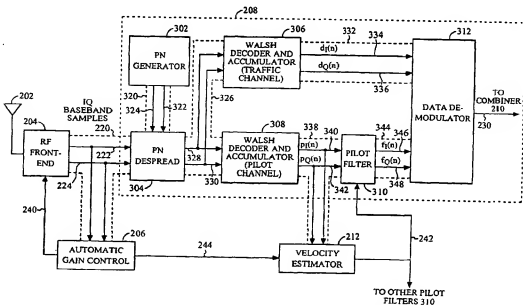 208
302
PN
GENERATOR
306
WALSH DECODER AND
ACCUMULATOR
(TRAFFIC
CHANNEL)
332
334
dI(n)
dQ(n)
336
312
DATA DE-
MODULATOR
TO
COMBINER
210
230
202
IQ
BASEBAND
SAMPLES
320
324
322
326
204
RF
FRONT-
END
220
222
224
PN
DESPREAD
304
328
330
308
WALSH DECODER AND
ACCUMULATOR
(PILOT
CHANNEL)
338
340
pI(n)
pQ(n)
342
PILOT
FILTER
310
344
346
fI(n)
fQ(n)
348
240
206
AUTOMATIC
GAIN CONTROL
244
212
VELOCITY
ESTIMATOR
242
TO OTHER PILOT
FILTERS 310